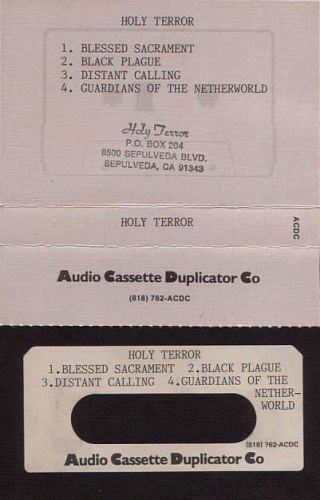 HOLY TERROR
1. BLESSED SACRAMENT
2. BLACK PLAGUE
3. DISTANT CALLING
4. GUARDIANS OF THE NETHERWORLD
Holy Terror
P.O. BOX 204
8500 SEPULVEDA BLVD.
SEPULVEDA, CA 91343
HOLY TERROR
ACDC
Audio Cassette Duplicator Co
(818) 762-ACDC
HOLY TERROR
1.BLESSED SACRAMENT 2.BLACK PLAGUE
3.DISTANT CALLING 4.GUARDIANS OF THE
NETHER-
WORLD
(818) 762-ACDC
Audio Cassette Duplicator Co